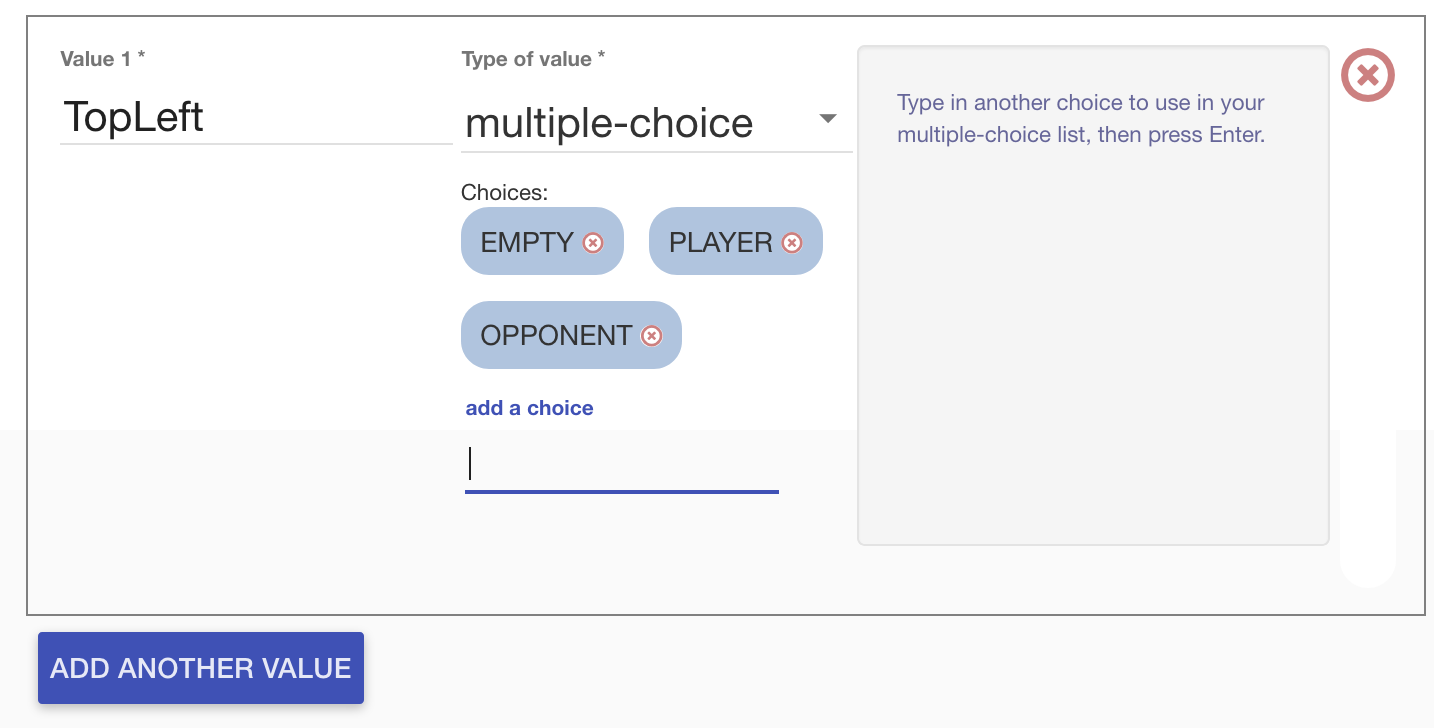 Value 1 *
TopLeft
Type of value *
multiple-choice
Choices:
EMPTY
PLAYER
OPPONENT
add a choice
Type in another choice to use in your
multiple-choice list, then press Enter.
ADD ANOTHER VALUE